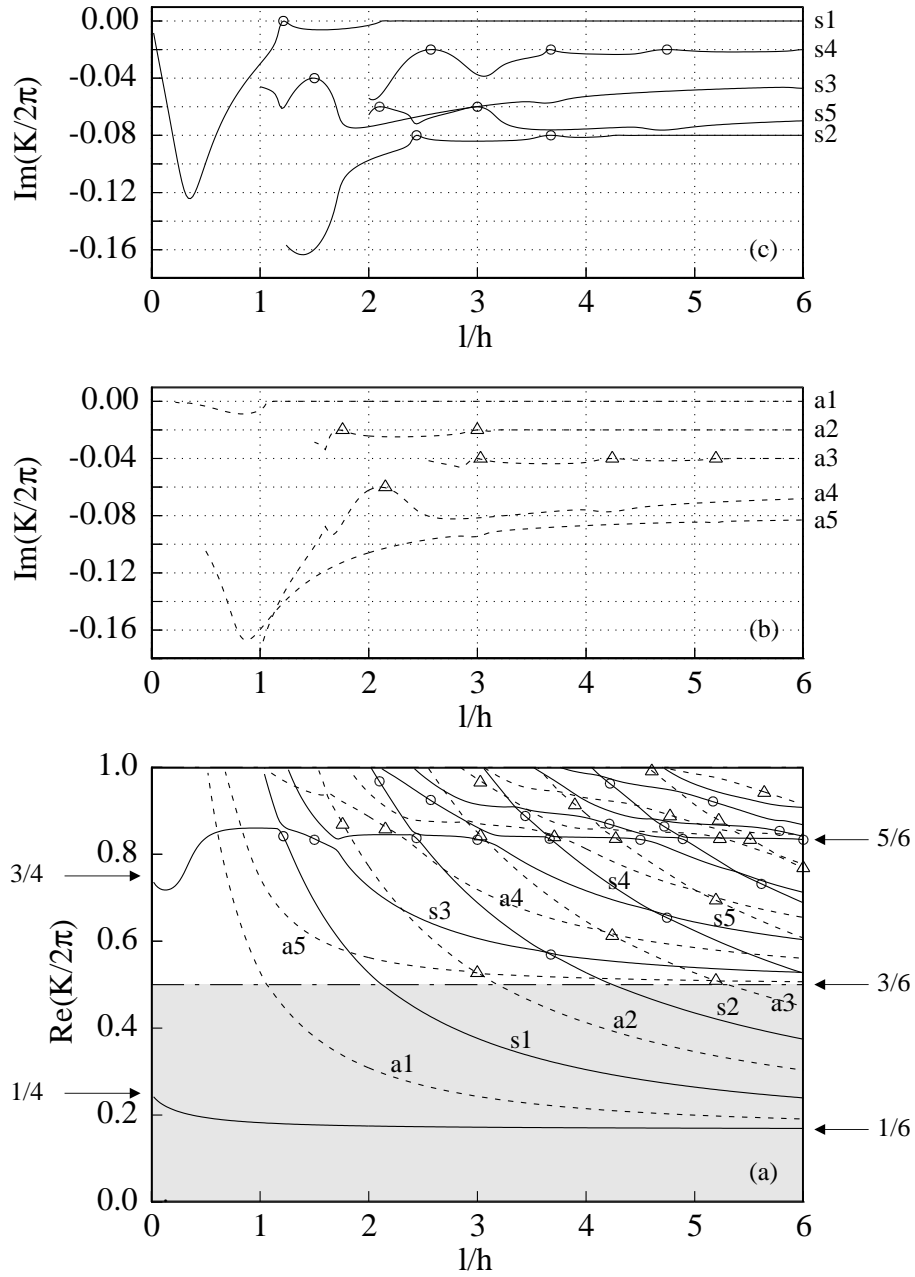 0.00
-0.04
-0.08
-0.12
-0.16
Im(K/2π)
s1
s4
s3
s5
s2
(c)
0 1 2 3 4 5 6
l/h
0.00
-0.04
-0.08
-0.12
-0.16
Im(K/2π)
a1
a2
a3
a4
a5
(b)
0 1 2 3 4 5 6
l/h
1.0
0.8
0.6
0.4
0.2
0.0
Re(K/2π)
3/4
1/4
5/6
3/6
1/6
a4
s4
s3
s5
a5
a3
s2
a2
s1
a1
(a)
0 1 2 3 4 5 6
l/h